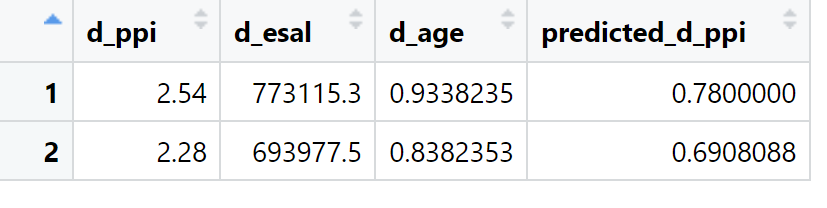 d_ppi d_esal d_age predicted_d_ppi
1 2.54 773115.3 0.9338235 0.7800000
2 2.28 693977.5 0.8382353 0.6908088